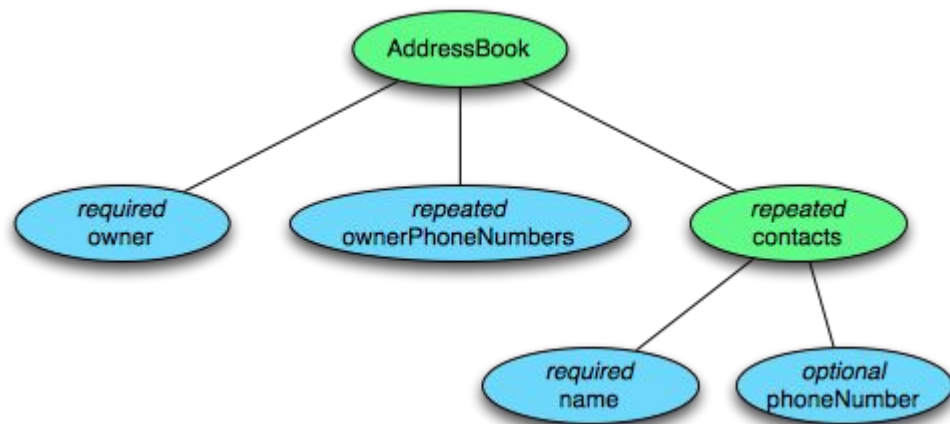 AddressBook
required
owner
repeated
ownerPhoneNumbers
repeated
contacts
required
name
optional
phoneNumber